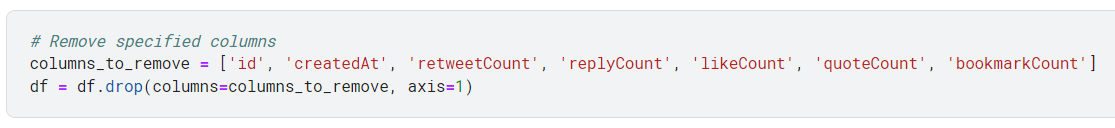 # Remove specified columns
columns_to_remove = ['id', 'createdAt', 'retweetCount', 'replyCount', 'likeCount', 'quoteCount', 'bookmarkCount']
df = df.drop(columns=columns_to_remove, axis=1)